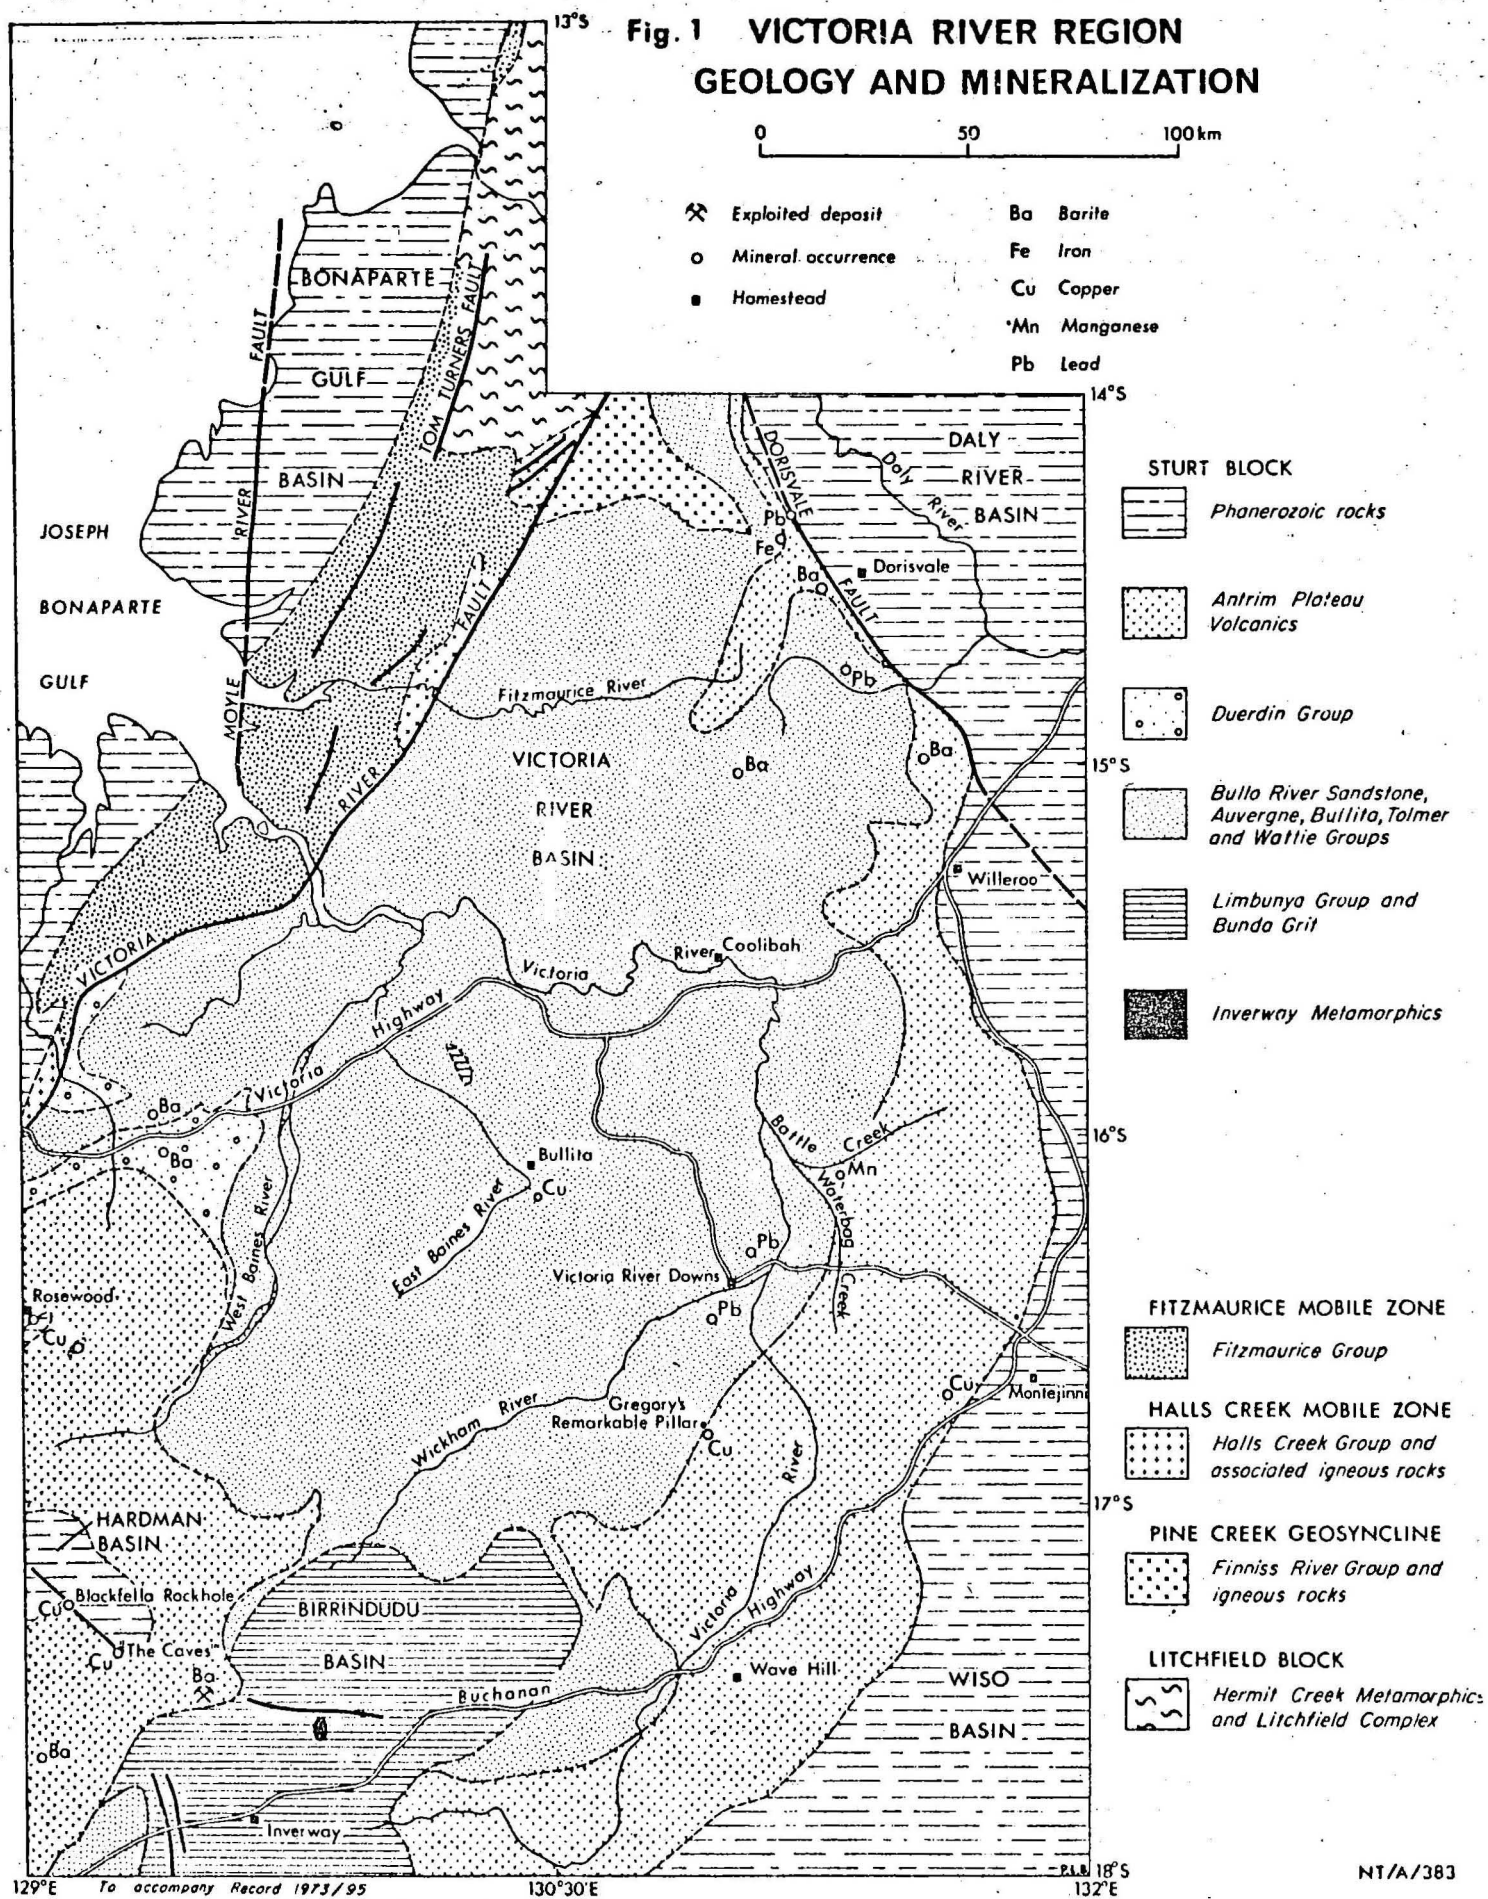 13°S
Fig. 1 VICTORIA RIVER REGION
GEOLOGY AND MINERALIZATION
0 50 100 km
Exploited deposit
Mineral occurrence
Homestead
Ba Barite
Fe Iron
Cu Copper
Mn Manganese
Pb Lead
14°S
BONAPARTE
GULF
BASIN
MOYLE RIVER FAULT
TOM TURNERS FAULT
JOSEPH
BONAPARTE
GULF
DORISVALE FAULT
DALY
RIVER
BASIN
Daly River
Pb
Fe
Ba
Dorisvale
Pb
Fitzmaurice River
VICTORIA
RIVER
BASIN
Ba
Ba
15°S
VICTORIA RIVER FAULT
Willeroo
River Coolibah
Victoria
Victoria Highway
Ba
Ba
16°S
Battle Creek
Mn
Waterbag Creek
Bullita
Cu
East Baines River
West Baines River
Pb
Victoria River Downs
Pb
Rosewood
Cu
Wickham River
Gregory's
Remarkable Pillar
Cu
Cu
Montejinni
River
17°S
HARDMAN
BASIN
Cu Blackfella Rockhole
Cu The Caves
Ba
BIRRINDUDU
BASIN
Victoria
Buchanan Highway
Wave Hill
WISO
BASIN
Ba
Inverway
P.L.B.
18°S
129°E
130°30'E
132°E
To accompany Record 1973/95
NT/A/383
STURT BLOCK
Phanerozoic rocks
Antrim Plateau
Volcanics
Duerdin Group
Bullo River Sandstone,
Auvergne, Bullita, Tolmer
and Wattie Groups
Limbunya Group and
Bunda Grit
Inverway Metamorphics
FITZMAURICE MOBILE ZONE
Fitzmaurice Group
HALLS CREEK MOBILE ZONE
Halls Creek Group and
associated igneous rocks
PINE CREEK GEOSYNCLINE
Finniss River Group and
igneous rocks
LITCHFIELD BLOCK
Hermit Creek Metamorphics
and Litchfield Complex